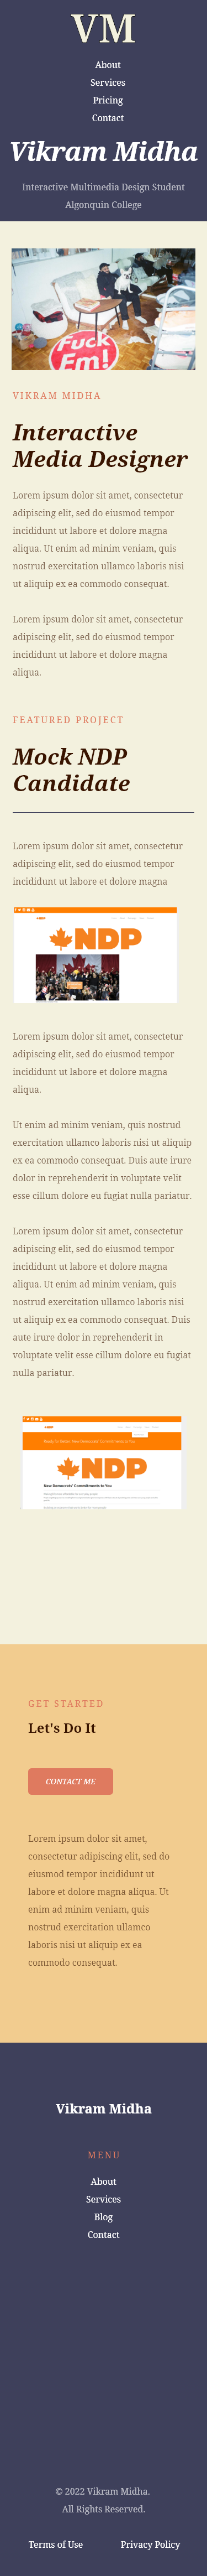 VM
About
Services
Pricing
Contact
Vikram Midha
Interactive Multimedia Design Student
Algonquin College
Fuck
Em!
VIKRAM MIDHA
Interactive
Media Designer
Lorem ipsum dolor sit amet, consectetur
adipiscing elit, sed do eiusmod tempor
incididunt ut labore et dolore magna
aliqua. Ut enim ad minim veniam, quis
nostrud exercitation ullamco laboris nisi
ut aliquip ex ea commodo consequat.
Lorem ipsum dolor sit amet, consectetur
adipiscing elit, sed do eiusmod tempor
incididunt ut labore et dolore magna
aliqua.
FEATURED PROJECT
Mock NDP
Candidate
Lorem ipsum dolor sit amet, consectetur
adipiscing elit, sed do eiusmod tempor
incididunt ut labore et dolore magna
NDP
Lorem ipsum dolor sit amet, consectetur
adipiscing elit, sed do eiusmod tempor
incididunt ut labore et dolore magna
aliqua.
Ut enim ad minim veniam, quis nostrud
exercitation ullamco laboris nisi ut aliquip
ex ea commodo consequat. Duis aute irure
dolor in reprehenderit in voluptate velit
esse cillum dolore eu fugiat nulla pariatur.
Lorem ipsum dolor sit amet, consectetur
adipiscing elit, sed do eiusmod tempor
incididunt ut labore et dolore magna
aliqua. Ut enim ad minim veniam, quis
nostrud exercitation ullamco laboris nisi
ut aliquip ex ea commodo consequat. Duis
aute irure dolor in reprehenderit in
voluptate velit esse cillum dolore eu fugiat
nulla pariatur.
NDP
New Democrats' Commitments to You
GET STARTED
Let's Do It
CONTACT ME
Lorem ipsum dolor sit amet,
consectetur adipiscing elit, sed do
eiusmod tempor incididunt ut
labore et dolore magna aliqua. Ut
enim ad minim veniam, quis
nostrud exercitation ullamco
laboris nisi ut aliquip ex ea
commodo consequat.
Vikram Midha
MENU
About
Services
Blog
Contact
© 2022 Vikram Midha.
All Rights Reserved.
Terms of Use Privacy Policy